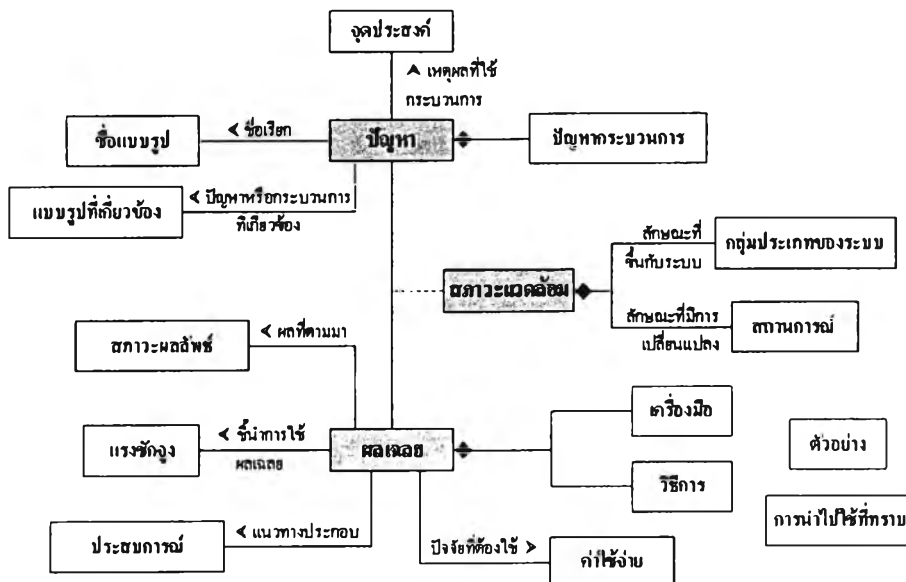 จุดประสงค์
^ เหตุผลที่ใช้
กระบวนการ
ชื่อแบบรูป
< ชื่อเรียก
ปัญหา
ปัญหากระบวนการ
แบบรูปที่เกี่ยวข้อง
< ปัญหาหรือกระบวนการ
ที่เกี่ยวข้อง
ลักษณะที่
ขึ้นกับระบบ
กลุ่มประเภทของระบบ
สภาวะแวดล้อม
ลักษณะที่มีการ
เปลี่ยนแปลง
สถานการณ์
สภาวะผลลัพธ์
< ผลที่ตามมา
เครื่องมือ
แรงชักจูง
< ชี้นำการใช้
ผลเฉลย
ผลเฉลย
ตัวอย่าง
วิธีการ
การนำไปใช้ที่ทราบ
ประสบการณ์
< แนวทางประกอบ
ปัจจัยที่ต้องใช้ >
ค่าใช้จ่าย